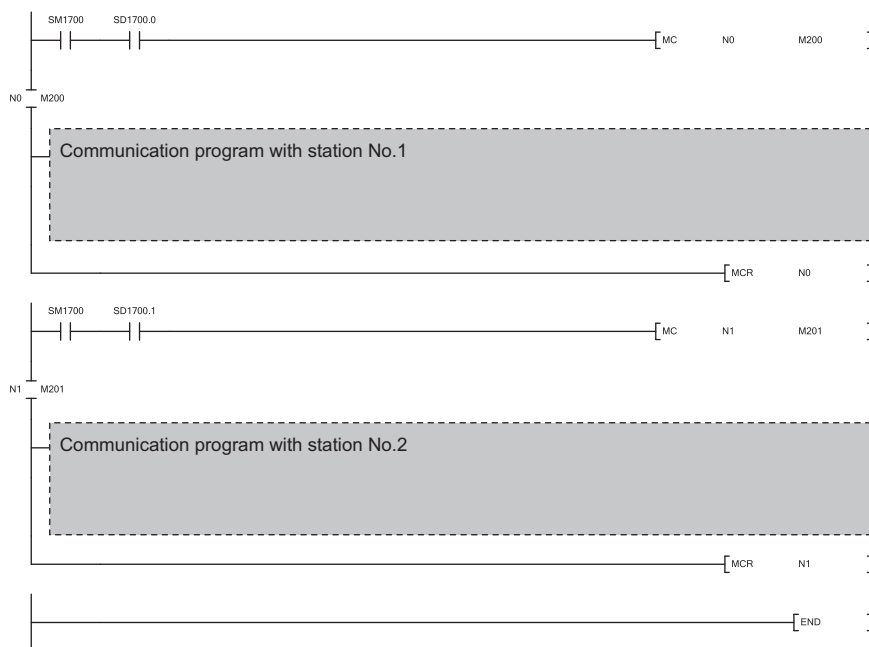 SM1700 SD1700.0
MC N0 M200
N0 M200
Communication program with station No.1
MCR N0
SM1700 SD1700.1
MC N1 M201
N1 M201
Communication program with station No.2
MCR N1
END